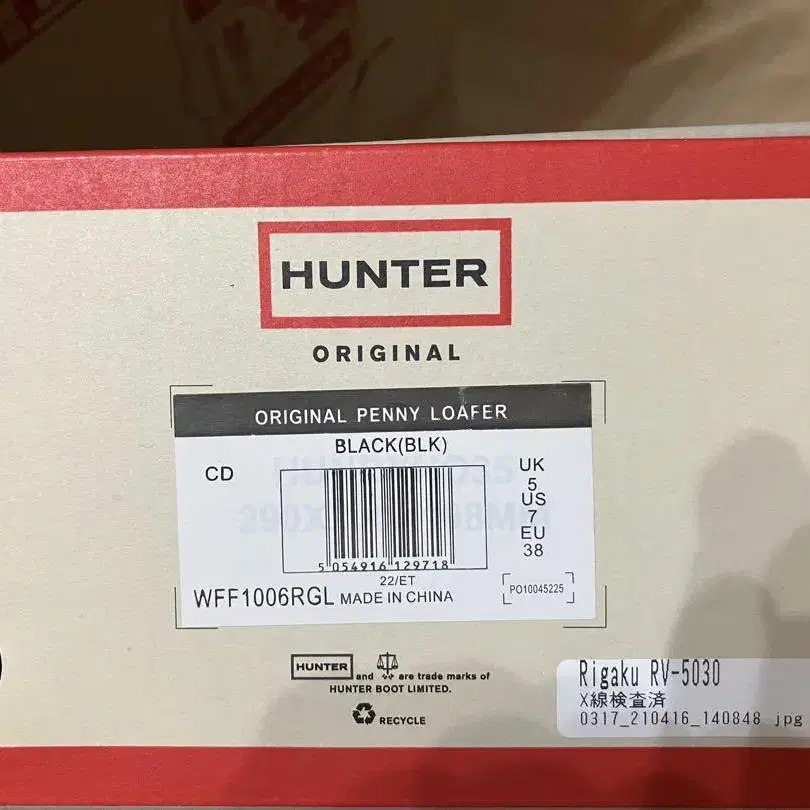 HUNTER
ORIGINAL
ORIGINAL PENNY LOAFER
BLACK(BLK)
CD
UK
5
US
7
EU
38
5 054916 129718
22/ET
WFF1006RGL MADE IN CHINA
PO10045225
HUNTER and are trade marks of
HUNTER BOOT LIMITED.
RECYCLE
Rigaku RV-5030
X線検査済
0317_210416_140848 jpg